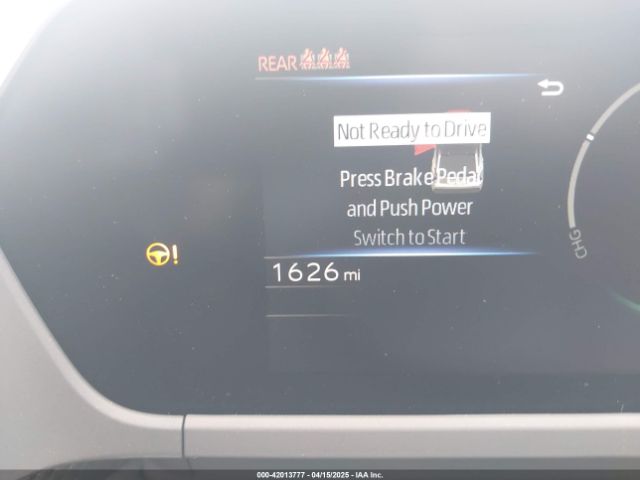 REAR
Not Ready to Drive
Press Brake Pedal
and Push Power
Switch to Start
1626 mi
CHG
000-42013777 - 04/15/2025 - IAA Inc.